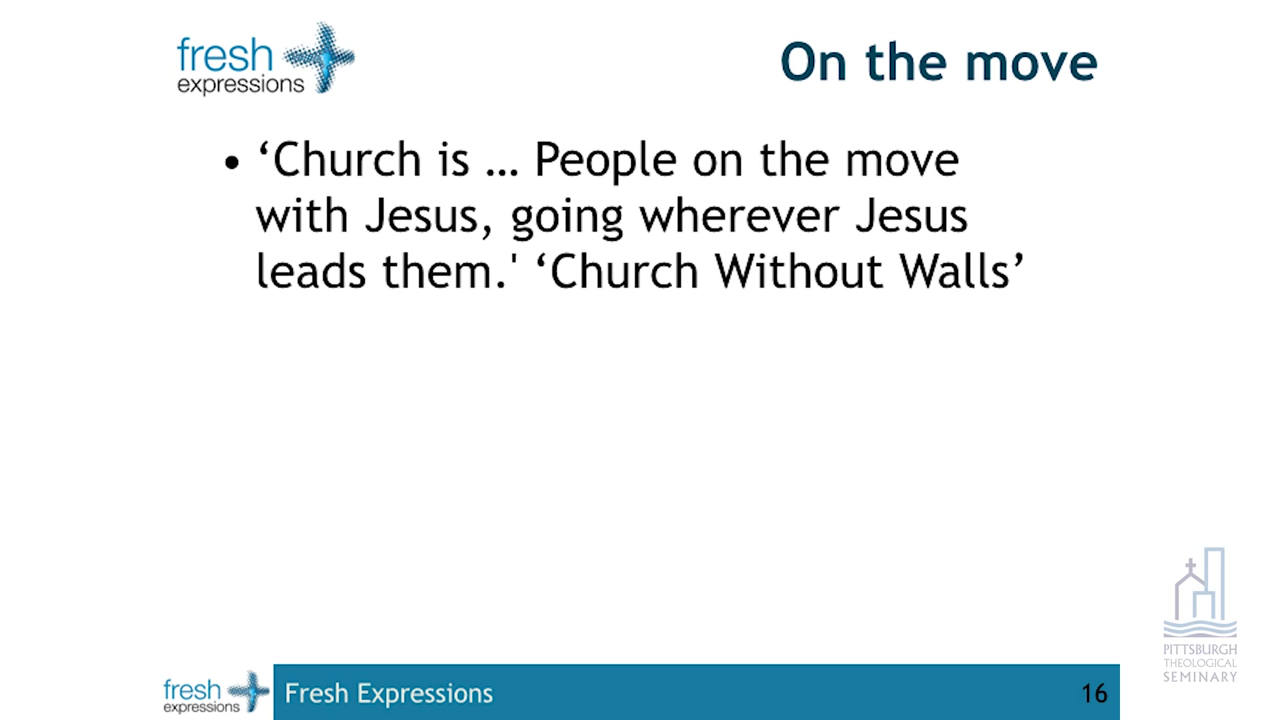 fresh
expressions
On the move
• ‘Church is … People on the move
with Jesus, going wherever Jesus
leads them.' ‘Church Without Walls’
PITTSBURGH
THEOLOGICAL
SEMINARY
fresh
expressions
Fresh Expressions
16